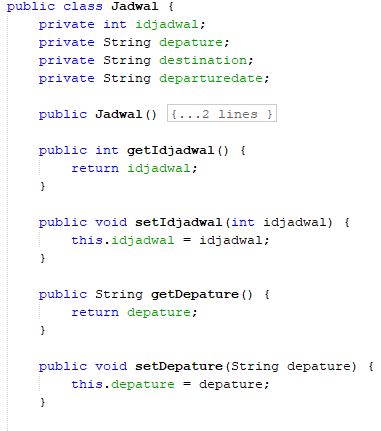 public class Jadwal {
private int idjadwal;
private String depature;
private String destination;
private String departuredate;
public Jadwal() {...2 lines }
public int getIdjadwal() {
return idjadwal;
}
public void setIdjadwal(int idjadwal) {
this.idjadwal = idjadwal;
}
public String getDepature() {
return depature;
}
public void setDepature(String depature) {
this.depature = depature;
}